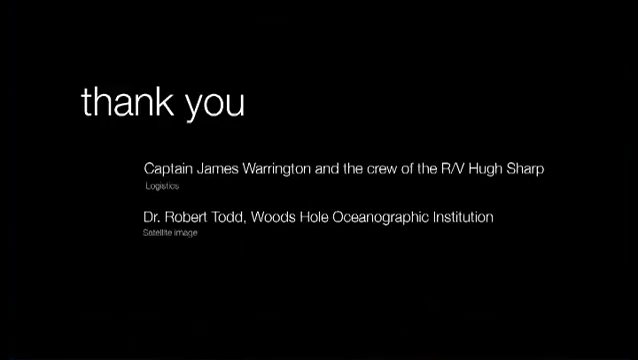 thank you
Captain James Warrington and the crew of the R/V Hugh Sharp
Logistics
Dr. Robert Todd, Woods Hole Oceanographic Institution
Satellite image